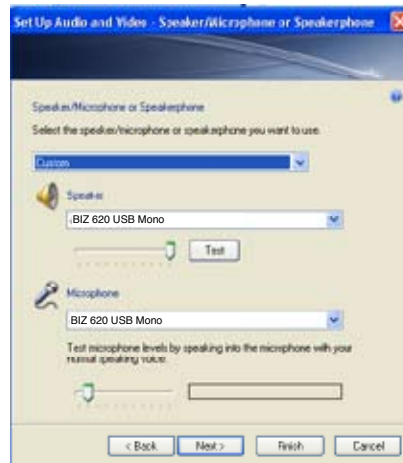 Set Up Audio and Video - Speaker/Microphone or Speakerphone
Speaker/Microphone or Speakerphone
Select the speaker/microphone or speakerphone you want to use.
Custom
Speaker
BIZ 620 USB Mono
Test
Microphone
BIZ 620 USB Mono
Test microphone levels by speaking into the microphone with your
normal speaking voice.
< Back
Next >
Finish
Cancel